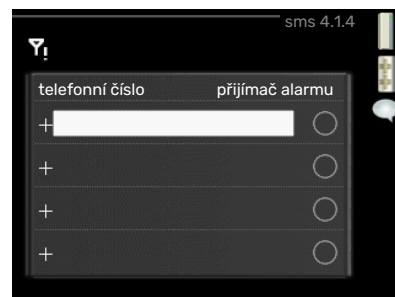 sms 4.1.4
telefonní číslo přijímač alarmu
+
+
+
+